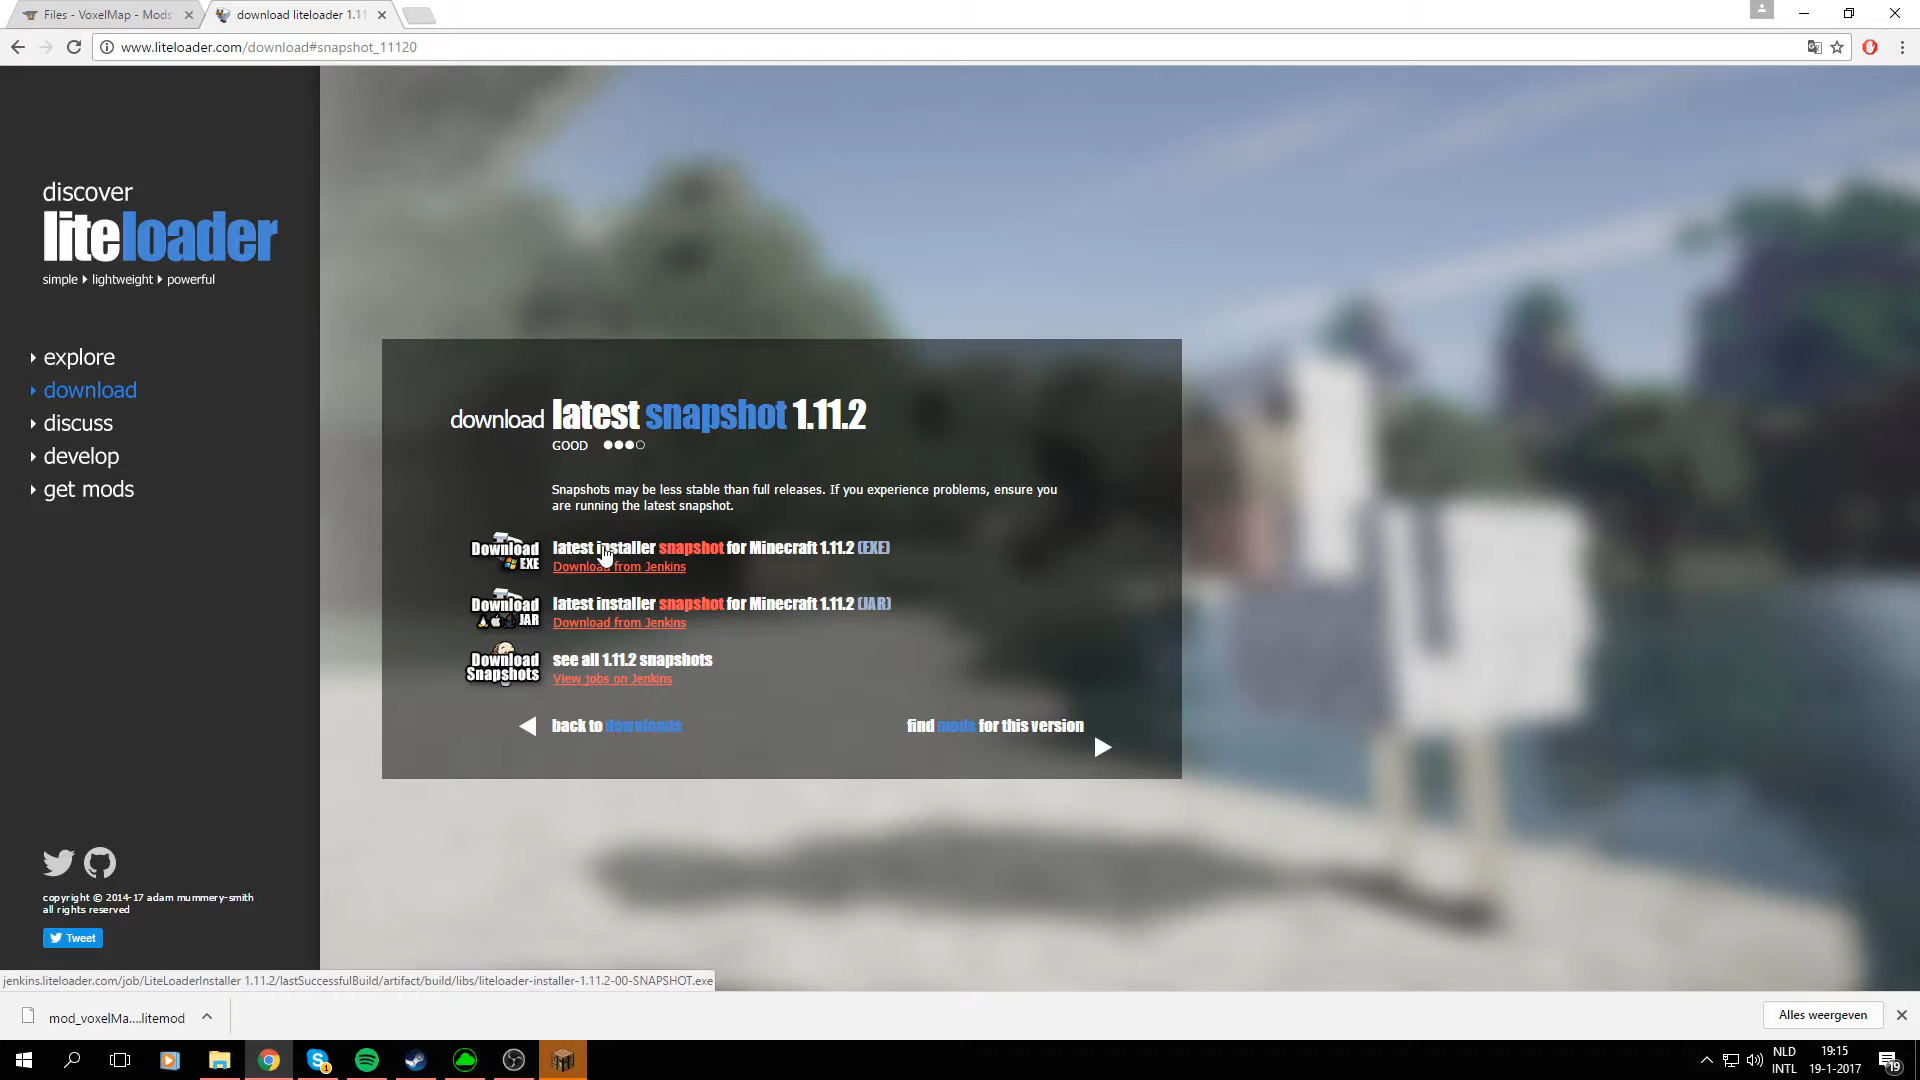 Files - VoxelMap - Mods
download liteloader 1.11
www.liteloader.com/download#snapshot_11120
discover
liteloader
simple lightweight powerful
explore
download
discuss
develop
get mods
download latest snapshot 1.11.2
GOOD
Snapshots may be less stable than full releases. If you experience problems, ensure you
are running the latest snapshot.
Download
EXE
latest installer snapshot for Minecraft 1.11.2 (EXE)
Download from Jenkins
Download
JAR
latest installer snapshot for Minecraft 1.11.2 (JAR)
Download from Jenkins
Download
Snapshots
see all 1.11.2 snapshots
View jobs on Jenkins
back to downloads
find mods for this version
copyright © 2014-17 adam mummery-smith
all rights reserved
Tweet
jenkins.liteloader.com/job/LiteLoaderInstaller 1.11.2/lastSuccessfulBuild/artifact/build/libs/liteloader-installer-1.11.2-00-SNAPSHOT.exe
mod_voxelMa....litemod
Alles weergeven
1
NLD
INTL
19:15
19-1-2017
19